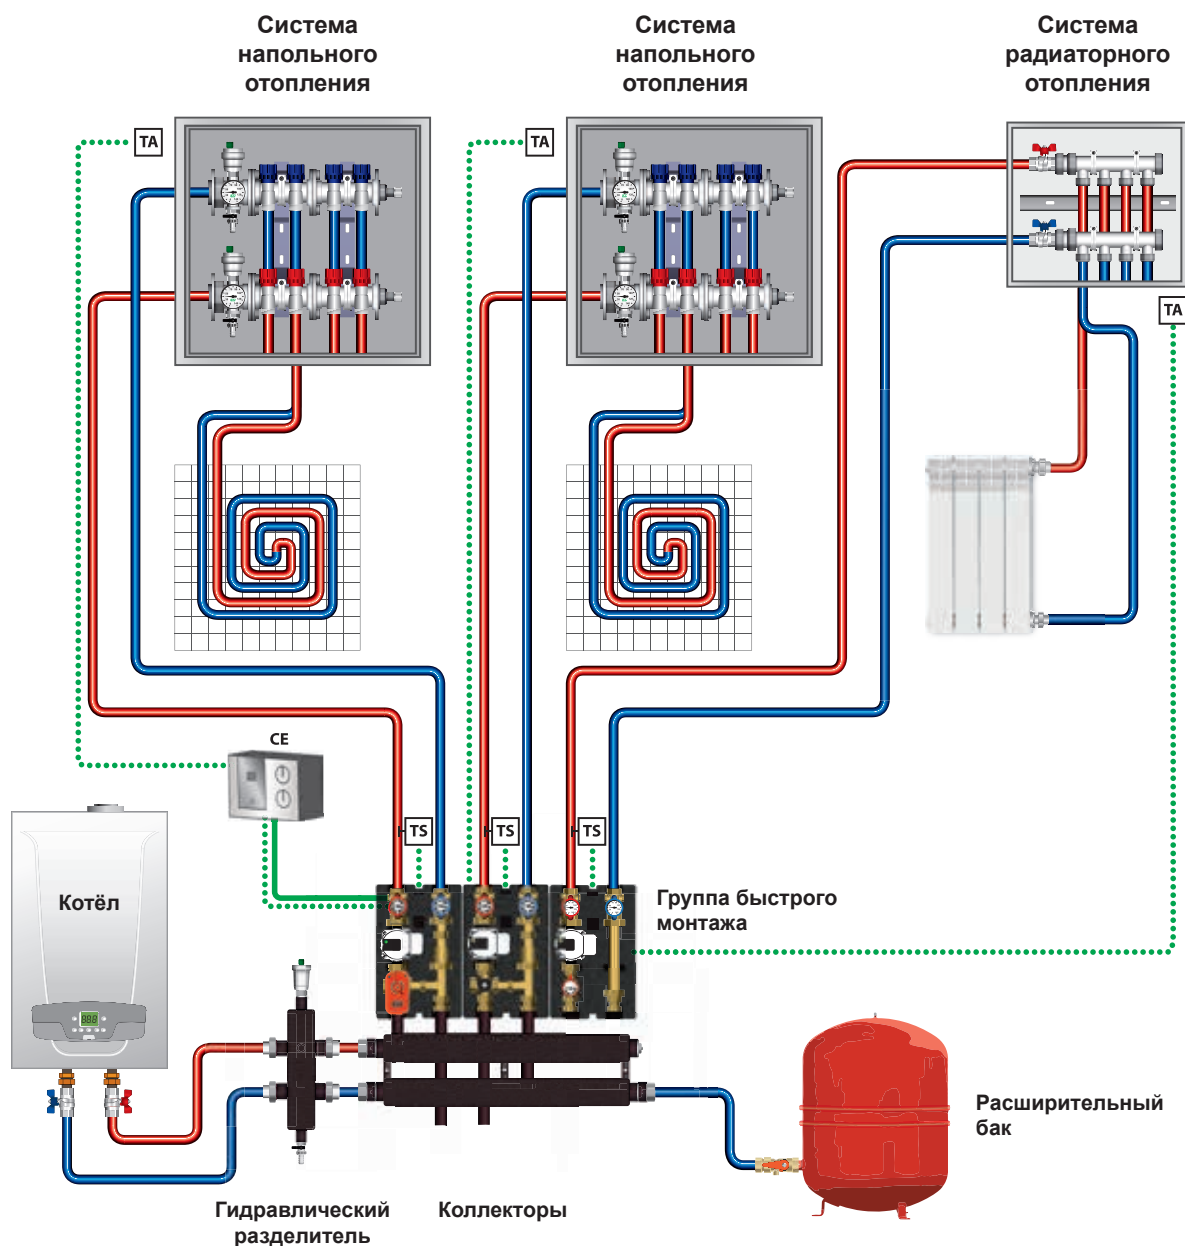 Система
напольного
отопления
Система
напольного
отопления
Система
радиаторного
отопления
TA
TA
TA
CE
TS
TS
TS
Котёл
Группа быстрого
монтажа
Расширительный
бак
Гидравлический
разделитель
Коллекторы